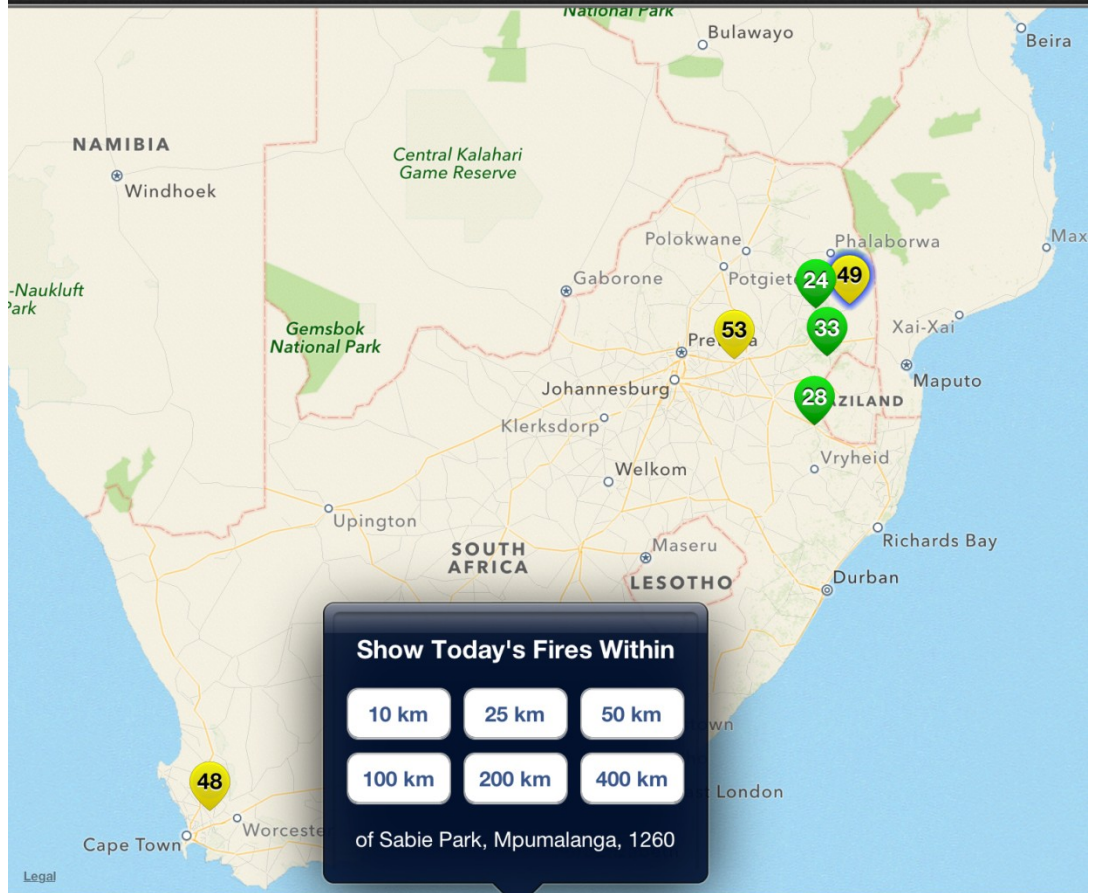 National Park
Bulawayo
Beira
NAMIBIA
Windhoek
Central Kalahari
Game Reserve
Polokwane
Phalaborwa
Max
Gaborone
Potgiet
24
49
-Naukluft
Park
Gemsbok
National Park
53
33
Xai-Xai
Pre a
Johannesburg
Maputo
28
AZILAND
Klerksdorp
Welkom
Vryheid
Upington
SOUTH
AFRICA
Maseru
Richards Bay
LESOTHO
Durban
Show Today's Fires Within
10 km 25 km 50 km
own
48
100 km 200 km 400 km
st London
Cape Town
Worceste
of Sabie Park, Mpumalanga, 1260
Legal